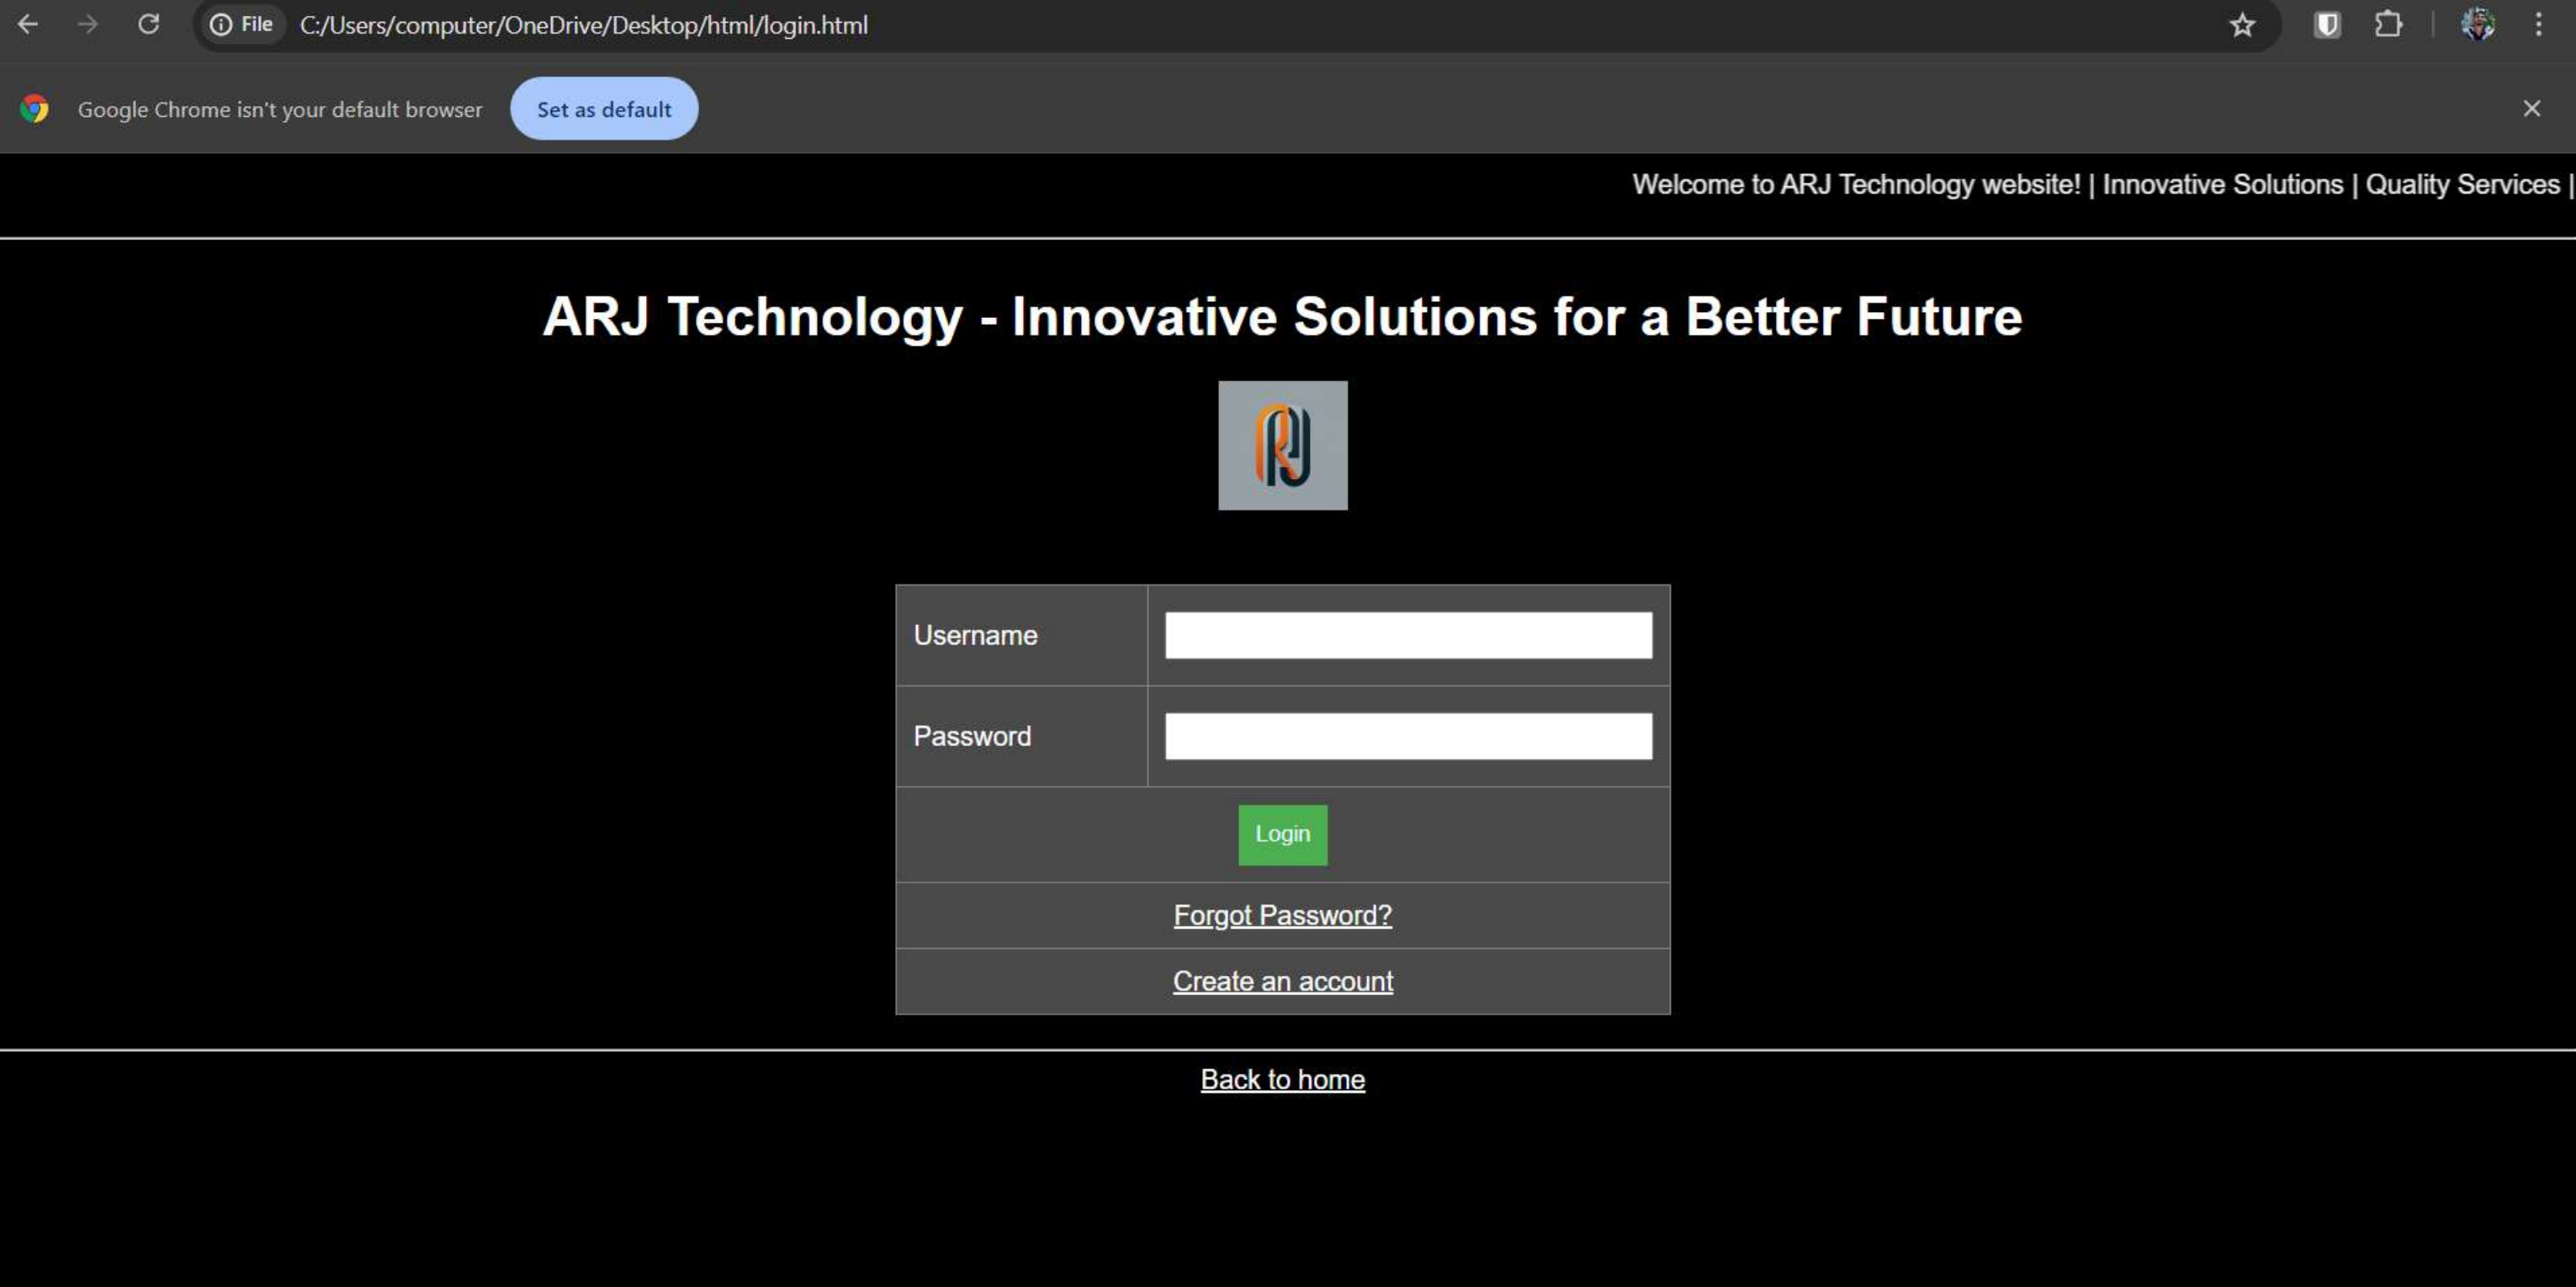 File C:/Users/computer/OneDrive/Desktop/html/login.html
Google Chrome isn't your default browser Set as default
Welcome to ARJ Technology website! | Innovative Solutions | Quality Services |
ARJ Technology - Innovative Solutions for a Better Future
RJ
Username
Password
Login
Forgot Password?
Create an account
Back to home